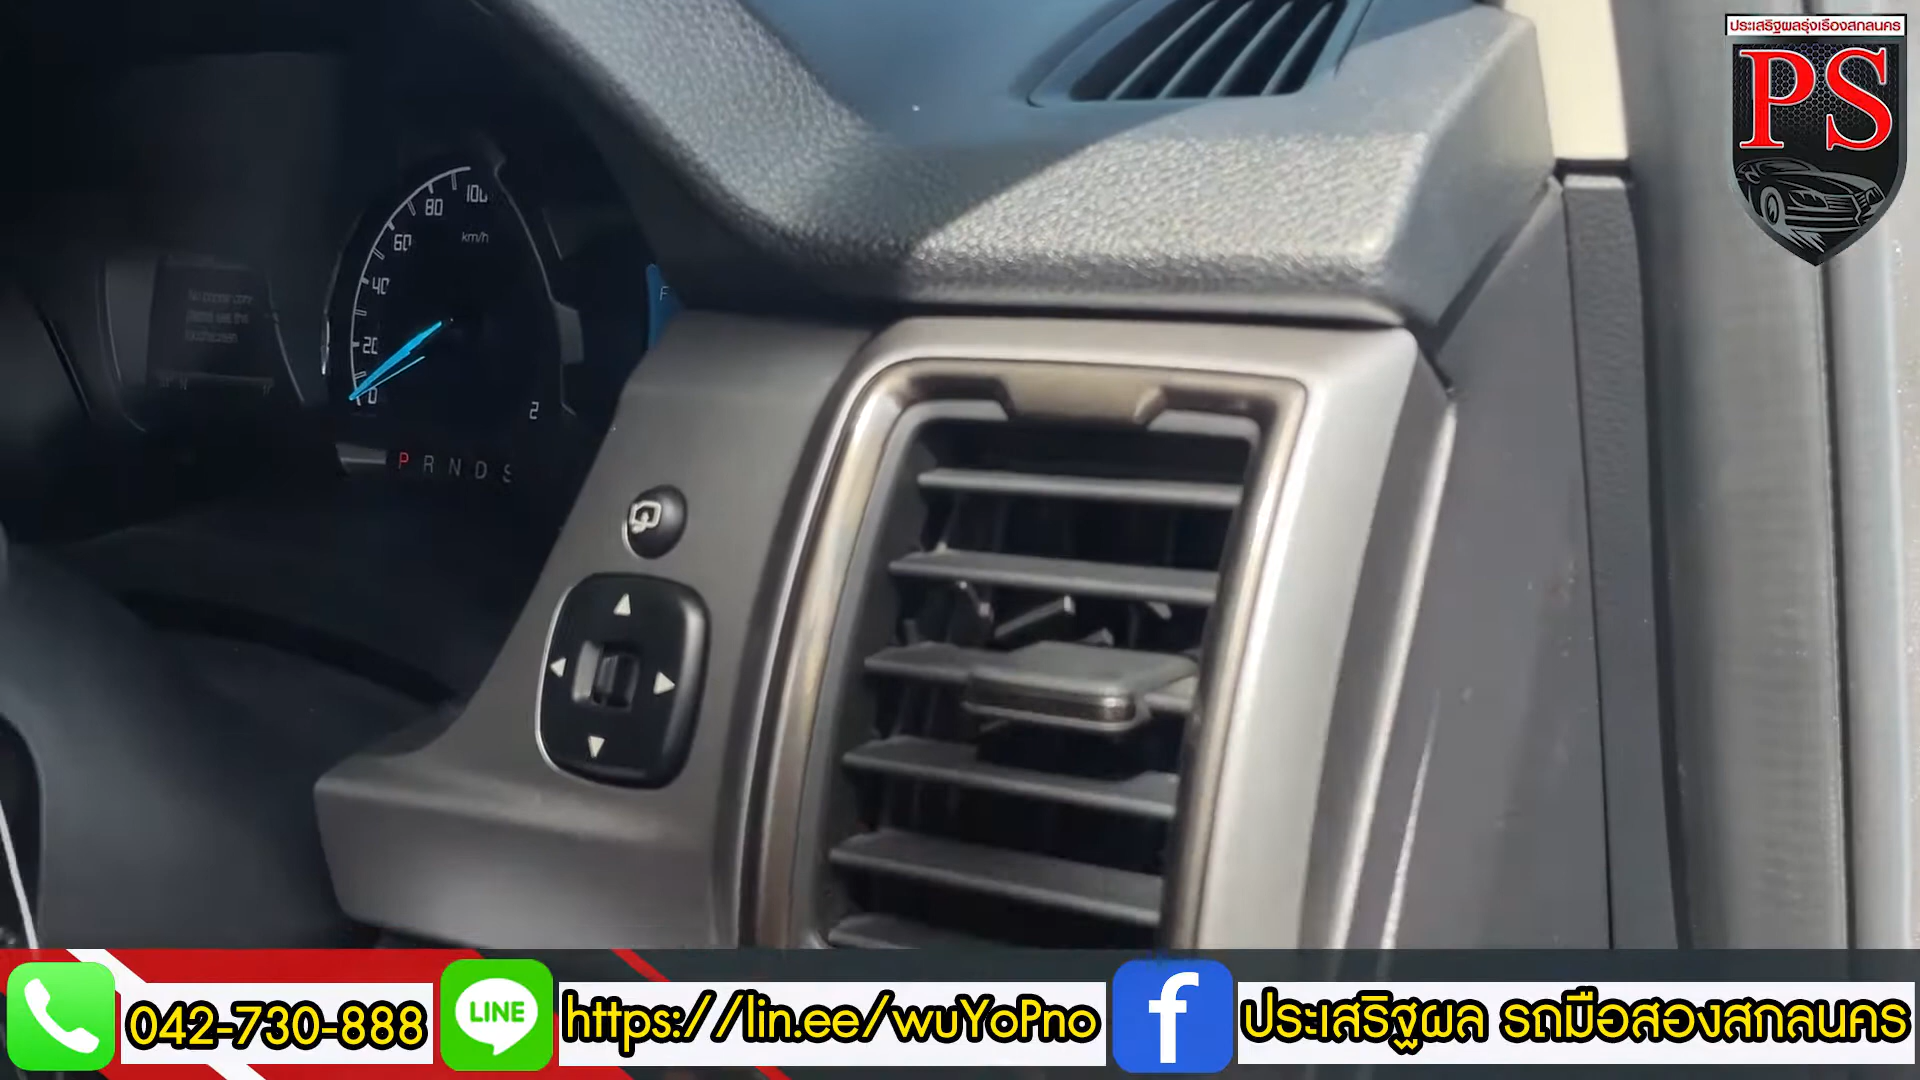 ประเสริฐผลรุ่งเรืองสกลนคร
PS
100
80
km/h
60
40
20
0
F
2
P R N D S
042-730-888
LINE
https://lin.ee/wuYoPno
f
ประเสริฐผล รถมือสองสกลนคร